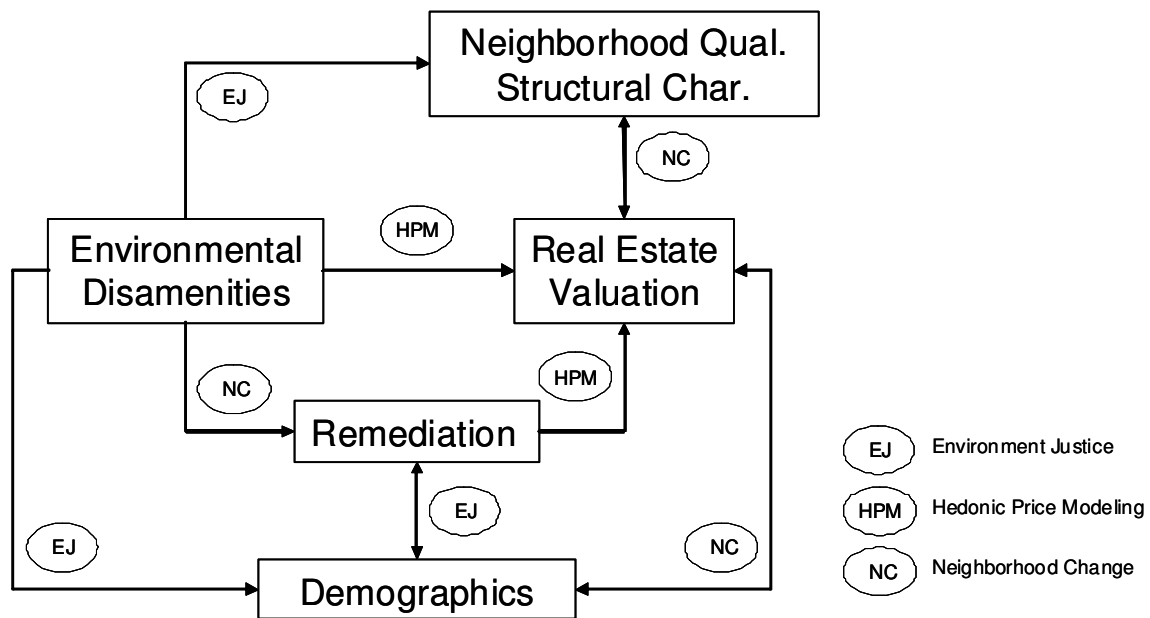 Neighborhood Qual.
Structural Char.
EJ
NC
HPM
Environmental
Disamenities
Real Estate
Valuation
NC
HPM
Remediation
EJ
EJ
NC
Demographics
EJ Environment Justice
HPM Hedonic Price Modeling
NC Neighborhood Change